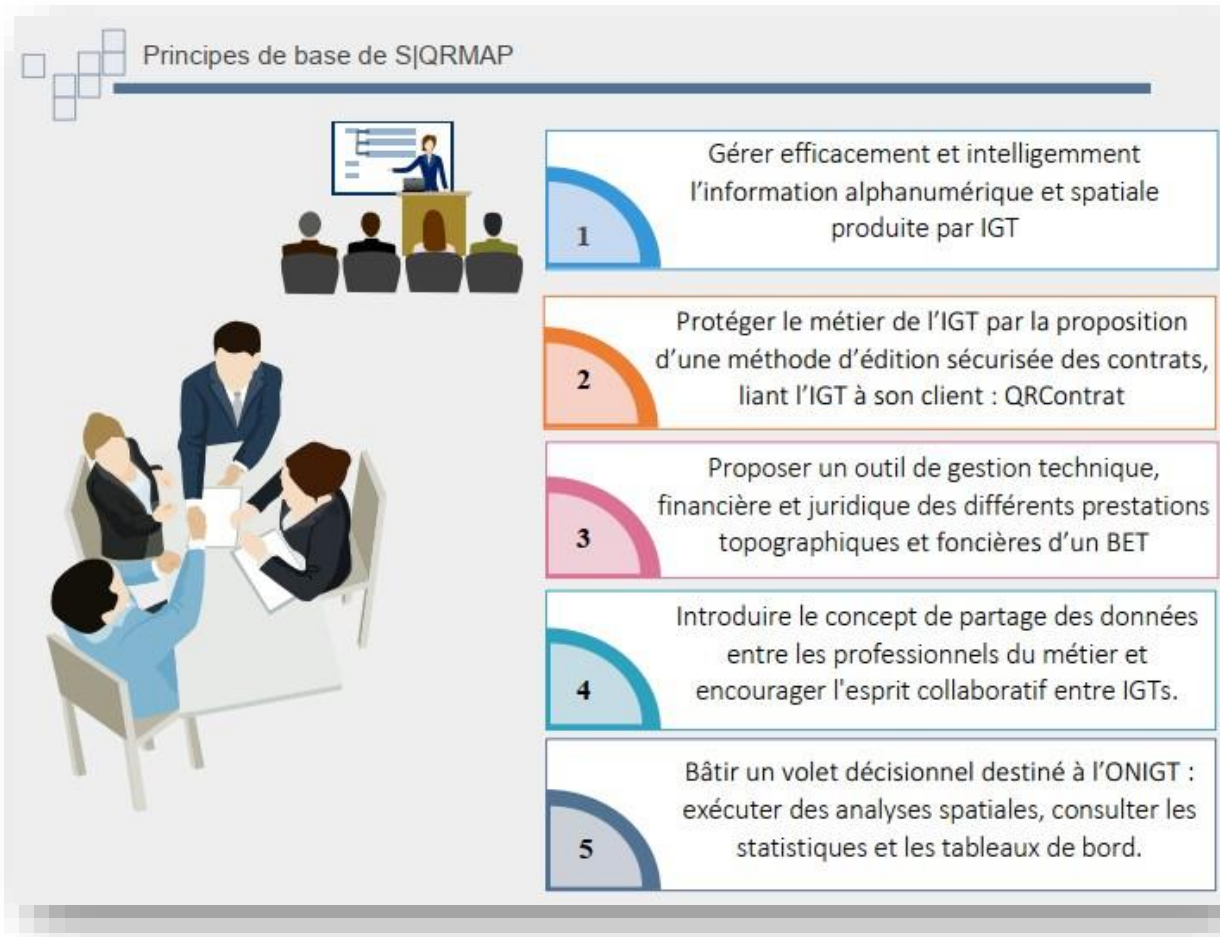 Principes de base de S|QRMAP
1
Gérer efficacement et intelligemment
l’information alphanumérique et spatiale
produite par IGT
2
Protéger le métier de l’IGT par la proposition
d’une méthode d’édition sécurisée des contrats,
liant l’IGT à son client : QRContrat
3
Proposer un outil de gestion technique,
financière et juridique des différents prestations
topographiques et foncières d’un BET
4
Introduire le concept de partage des données
entre les professionnels du métier et
encourager l'esprit collaboratif entre IGTs.
5
Bâtir un volet décisionnel destiné à l’ONIGT :
exécuter des analyses spatiales, consulter les
statistiques et les tableaux de bord.